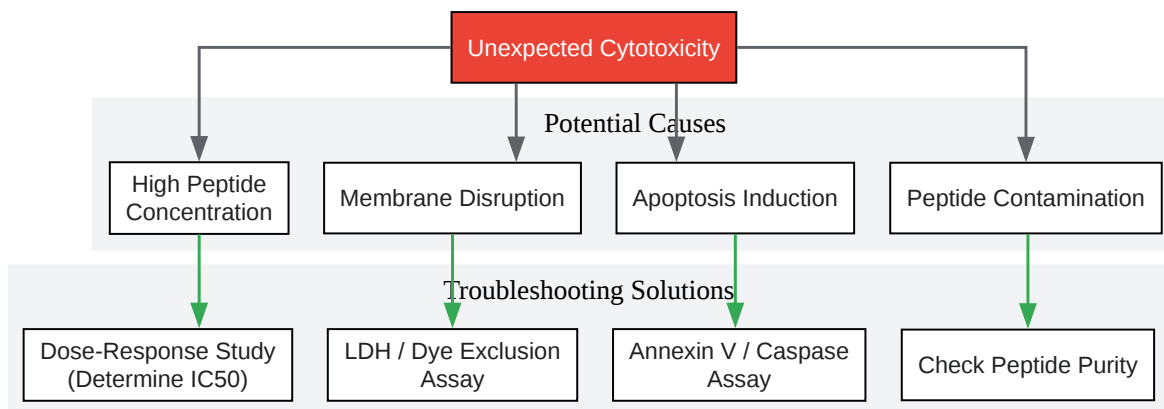 Unexpected Cytotoxicity
Potential Causes
High Peptide
Concentration
Membrane Disruption
Apoptosis Induction
Peptide Contamination
Troubleshooting Solutions
Dose-Response Study
(Determine IC50)
LDH / Dye Exclusion
Assay
Annexin V / Caspase
Assay
Check Peptide Purity